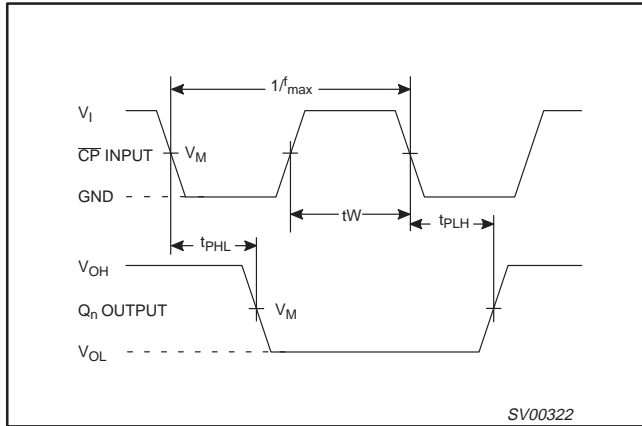 1/fmax
VI
CP INPUT
VM
GND
tW
tPHL
tPLH
VOH
Qn OUTPUT
VM
VOL
SV00322